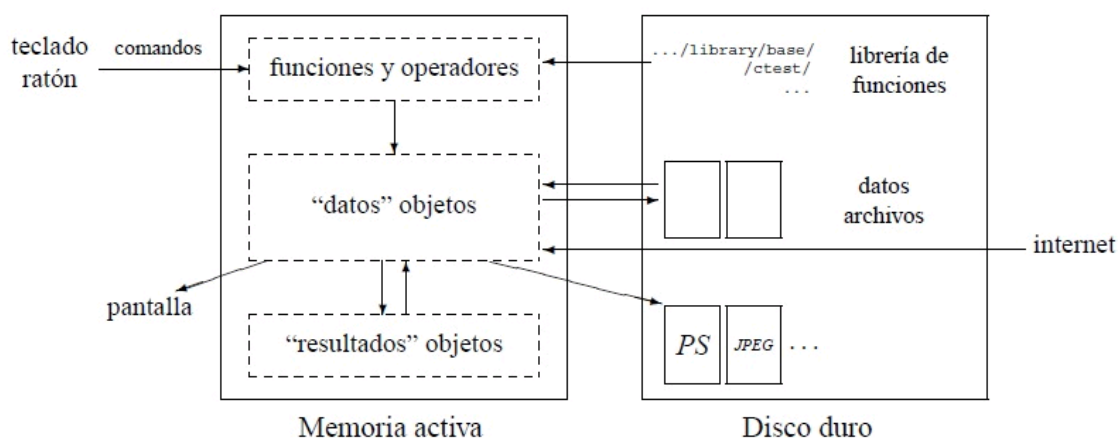 teclado
ratón
comandos
funciones y operadores
.../library/base/
/ctest/
...
librería de
funciones
“datos” objetos
datos
archivos
internet
pantalla
“resultados” objetos
PS
JPEG
...
Memoria activa
Disco duro